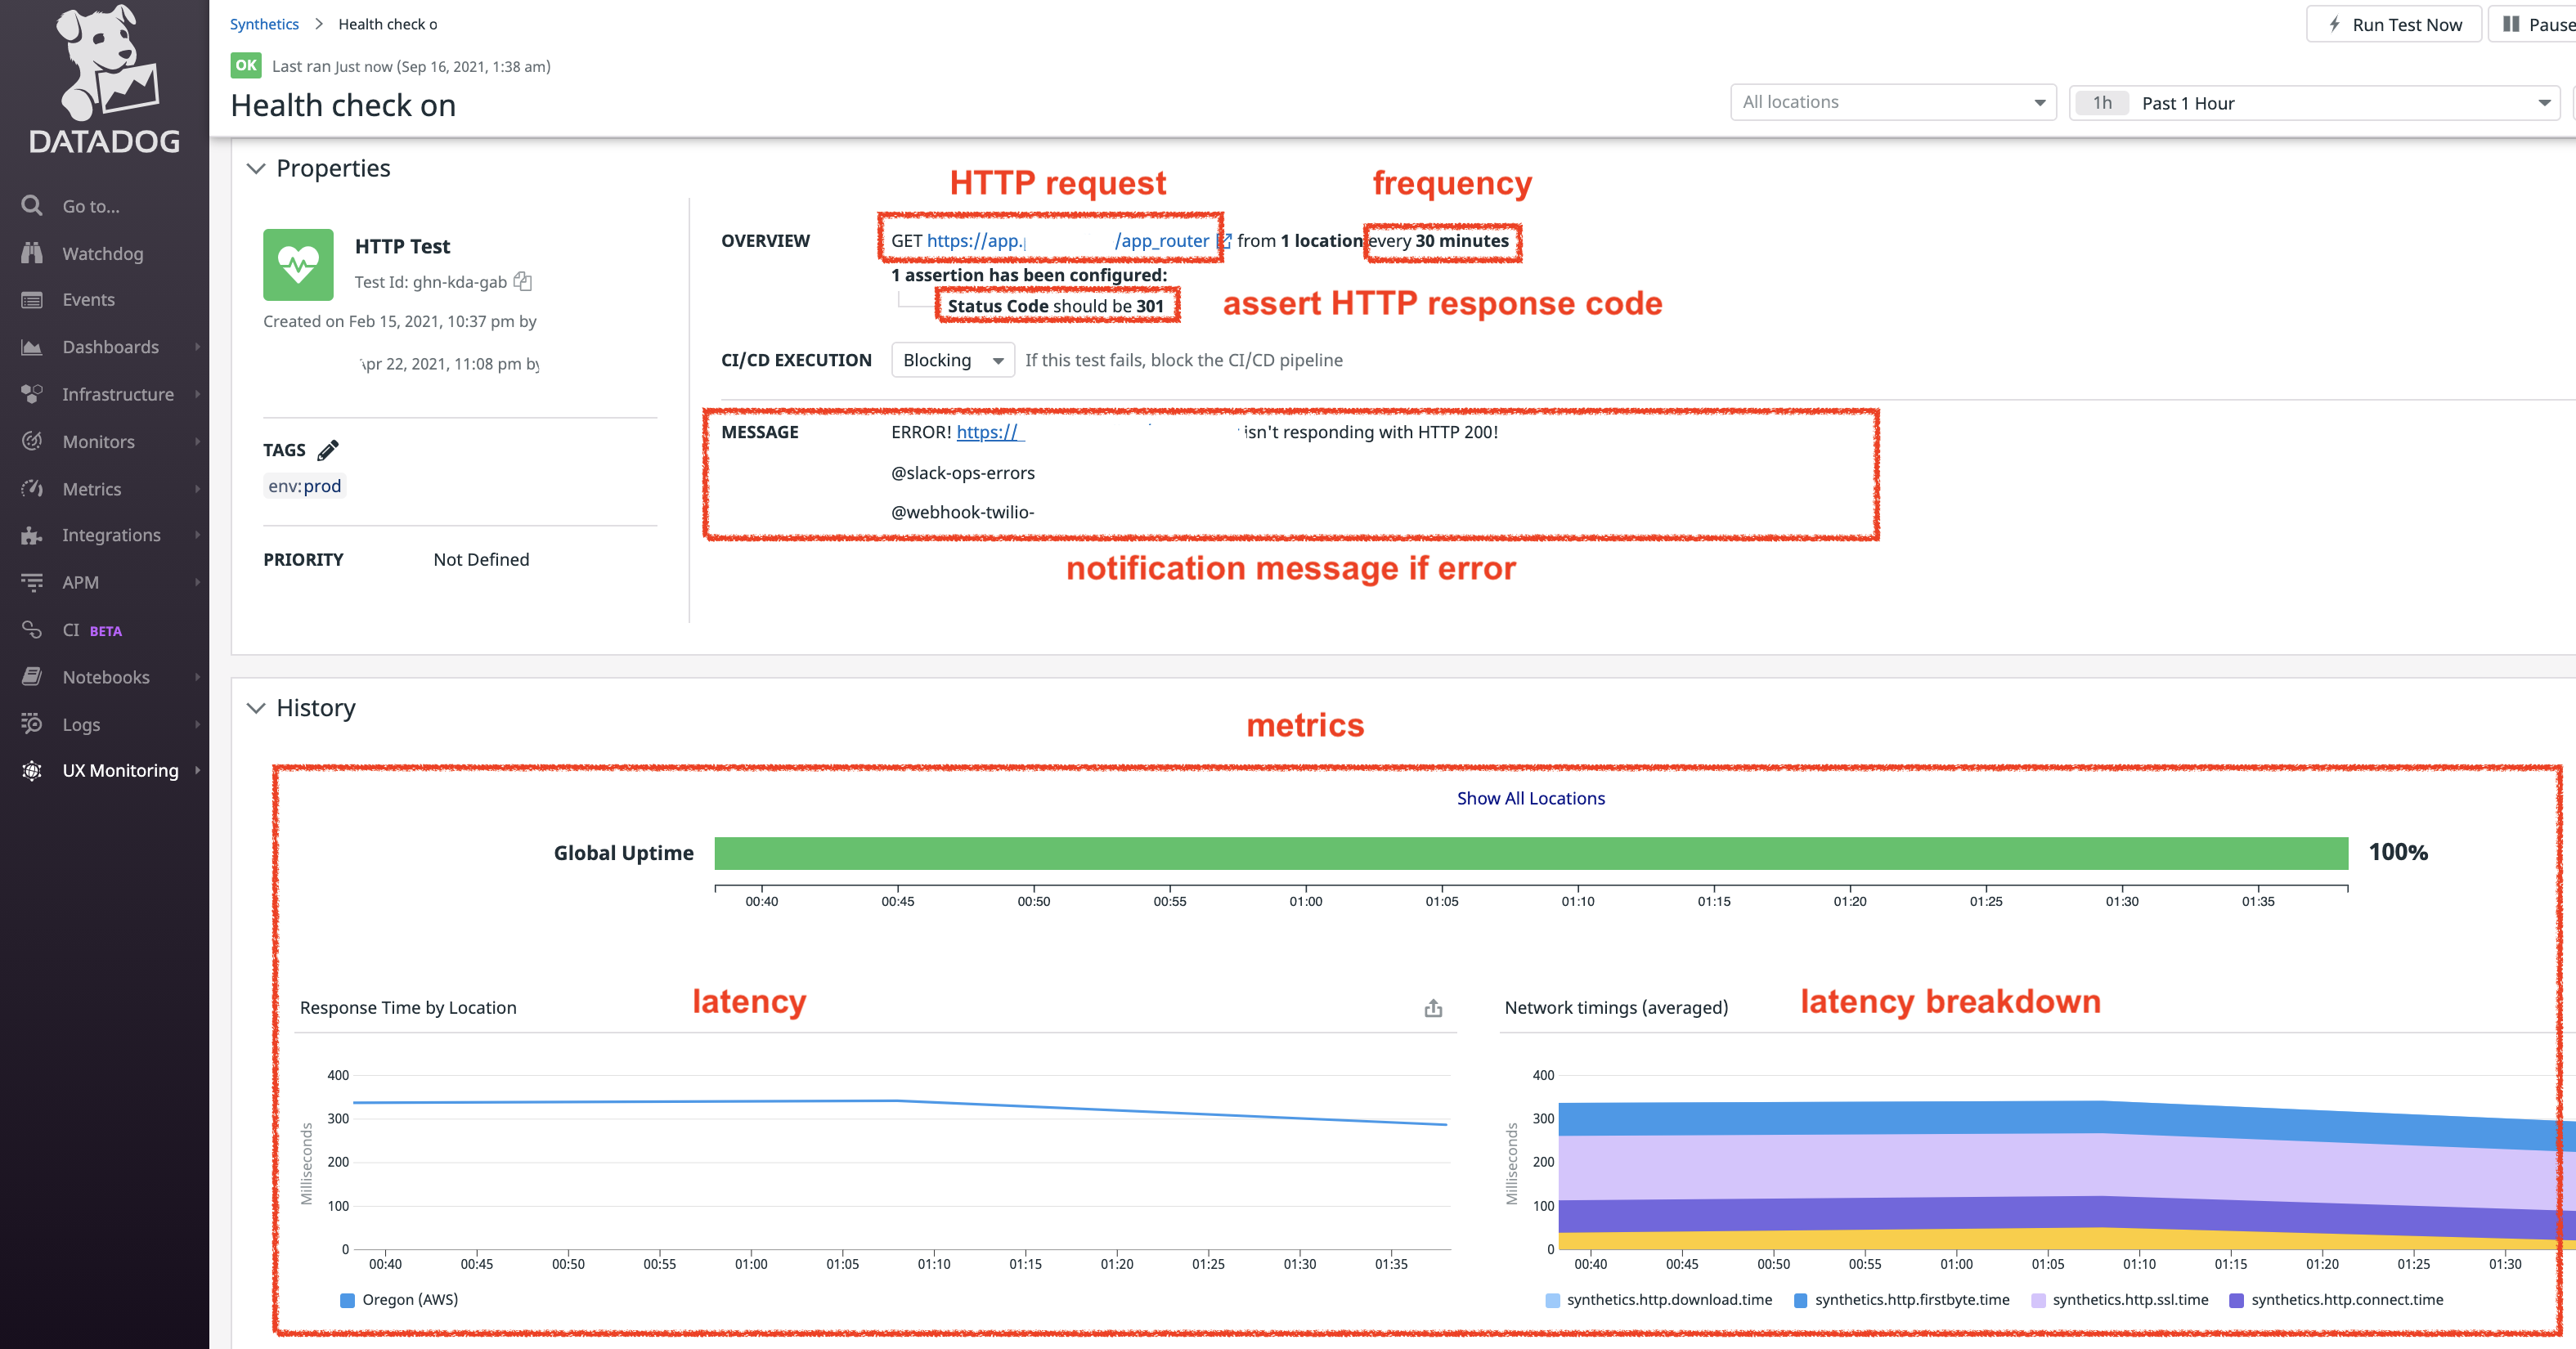 DATADOG
Go to...
Watchdog
Events
Dashboards
Infrastructure
Monitors
Metrics
Integrations
APM
CI BETA
Notebooks
Logs
UX Monitoring
Synthetics > Health check o
Run Test Now
Pause
OK Last ran Just now (Sep 16, 2021, 1:38 am)
Health check on
All locations
1h Past 1 Hour
Properties
HTTP request
frequency
HTTP Test
Test Id: ghn-kda-gab
Created on Feb 15, 2021, 10:37 pm by
Apr 22, 2021, 11:08 pm by
TAGS
env:prod
PRIORITY Not Defined
OVERVIEW GET https://app. /app_router from 1 location every 30 minutes
1 assertion has been configured:
Status Code should be 301
assert HTTP response code
CI/CD EXECUTION Blocking If this test fails, block the CI/CD pipeline
MESSAGE ERROR! https:// isn't responding with HTTP 200!
@slack-ops-errors
@webhook-twilio-
notification message if error
History
metrics
Show All Locations
Global Uptime 100%
00:40 00:45 00:50 00:55 01:00 01:05 01:10 01:15 01:20 01:25 01:30 01:35
Response Time by Location
latency
Milliseconds
400
300
200
100
0
00:40 00:45 00:50 00:55 01:00 01:05 01:10 01:15 01:20 01:25 01:30 01:35
Oregon (AWS)
Network timings (averaged)
latency breakdown
Milliseconds
400
300
200
100
0
00:40 00:45 00:50 00:55 01:00 01:05 01:10 01:15 01:20 01:25 01:30
synthetics.http.download.time synthetics.http.firstbyte.time synthetics.http.ssl.time synthetics.http.connect.time